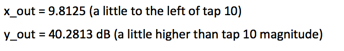 x_out = 9.8125 (a little to the left of tap 10)
y_out = 40.2813 dB (a little higher than tap 10 magnitude)